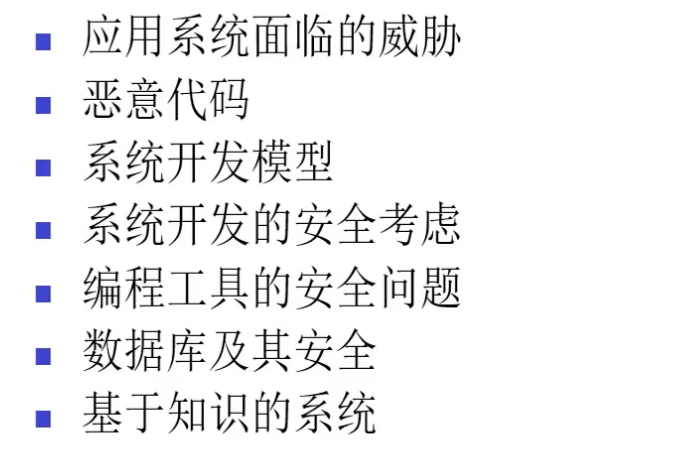 应用系统面临的威胁
恶意代码
系统开发模型
系统开发的安全考虑
编程工具的安全问题
数据库及其安全
基于知识的系统